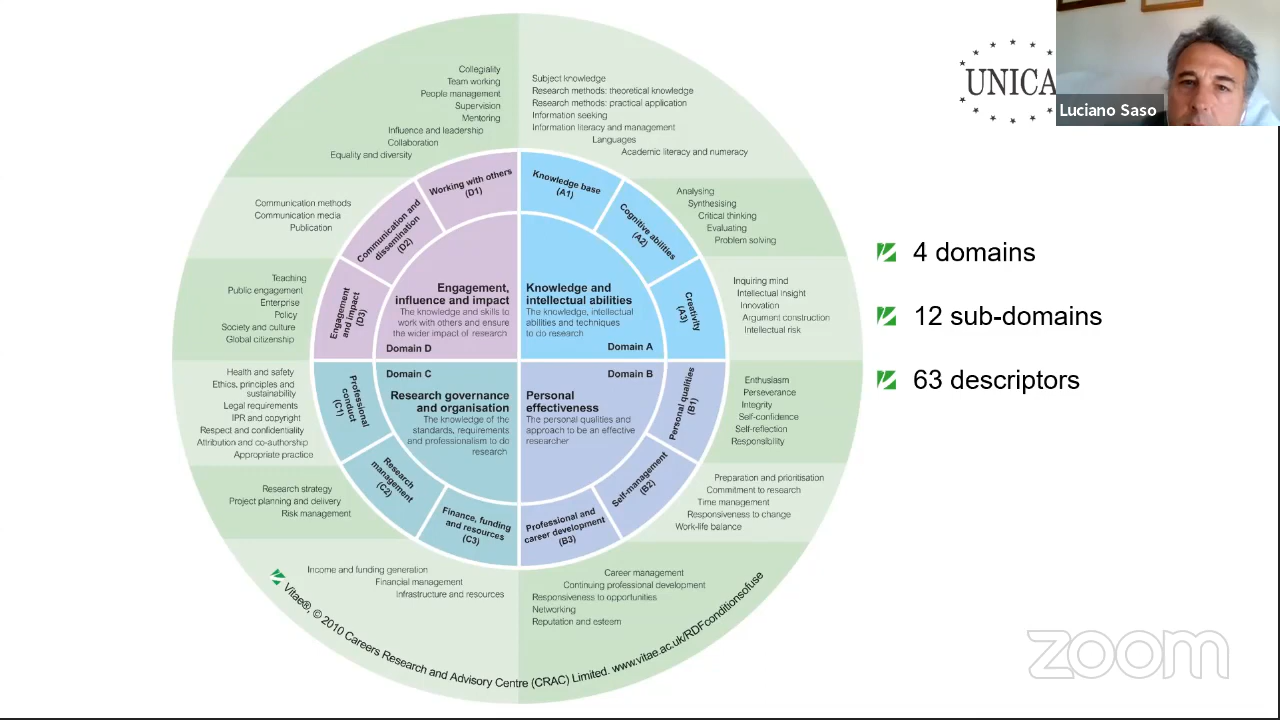 Collegiality
Team working
People management
Supervision
Mentoring
Influence and leadership
Collaboration
Equality and diversity
Subject knowledge
Research methods: theoretical knowledge
Research methods: practical application
Information seeking
Information literacy and management
Languages
Academic literacy and numeracy
UNICA
Luciano Saso
Communication methods
Communication media
Publication
Working with others
(D1)
Knowledge base
(A1)
Analysing
Synthesising
Critical thinking
Evaluating
Problem solving
Communication and
dissemination
(D2)
Cognitive abilities
(A2)
Teaching
Public engagement
Enterprise
Policy
Society and culture
Global citizenship
Engagement
and impact
(D3)
Engagement,
influence and impact
The knowledge and skills to
work with others and ensure
the wider impact of research
Domain D
Knowledge and
intellectual abilities
The knowledge, intellectual
abilities and techniques
to do research
Domain A
Creativity
(A3)
Inquiring mind
Intellectual Insight
Innovation
Argument construction
Intellectual risk
4 domains
12 sub-domains
63 descriptors
Health and safety
Ethics, principles and
sustainability
Legal requirements
IPR and copyright
Respect and confidentiality
Attribution and co-authorship
Appropriate practice
Professional
conduct
(C1)
Domain C
Research governance
and organisation
The knowledge of the
standards, requirements
and professionalism to do
research
Domain B
Personal
effectiveness
The personal qualities and
approach to be an effective
researcher
Personal qualities
(B1)
Enthusiasm
Perseverance
Integrity
Self-confidence
Self-reflection
Responsibility
Research strategy
Project planning and delivery
Risk management
Research
management
(C2)
Self-management
(B2)
Preparation and prioritisation
Commitment to research
Time management
Responsiveness to change
Work-life balance
Finance, funding
and resources
(C3)
Professional and
career development
(B3)
Income and funding generation
Financial management
Infrastructure and resources
Career management
Continuing professional development
Responsiveness to opportunities
Networking
Reputation and esteem
Vitae®, © 2010 Careers Research and Advisory Centre (CRAC) Limited. www.vitae.ac.uk/RDFconditionsofuse
zoom